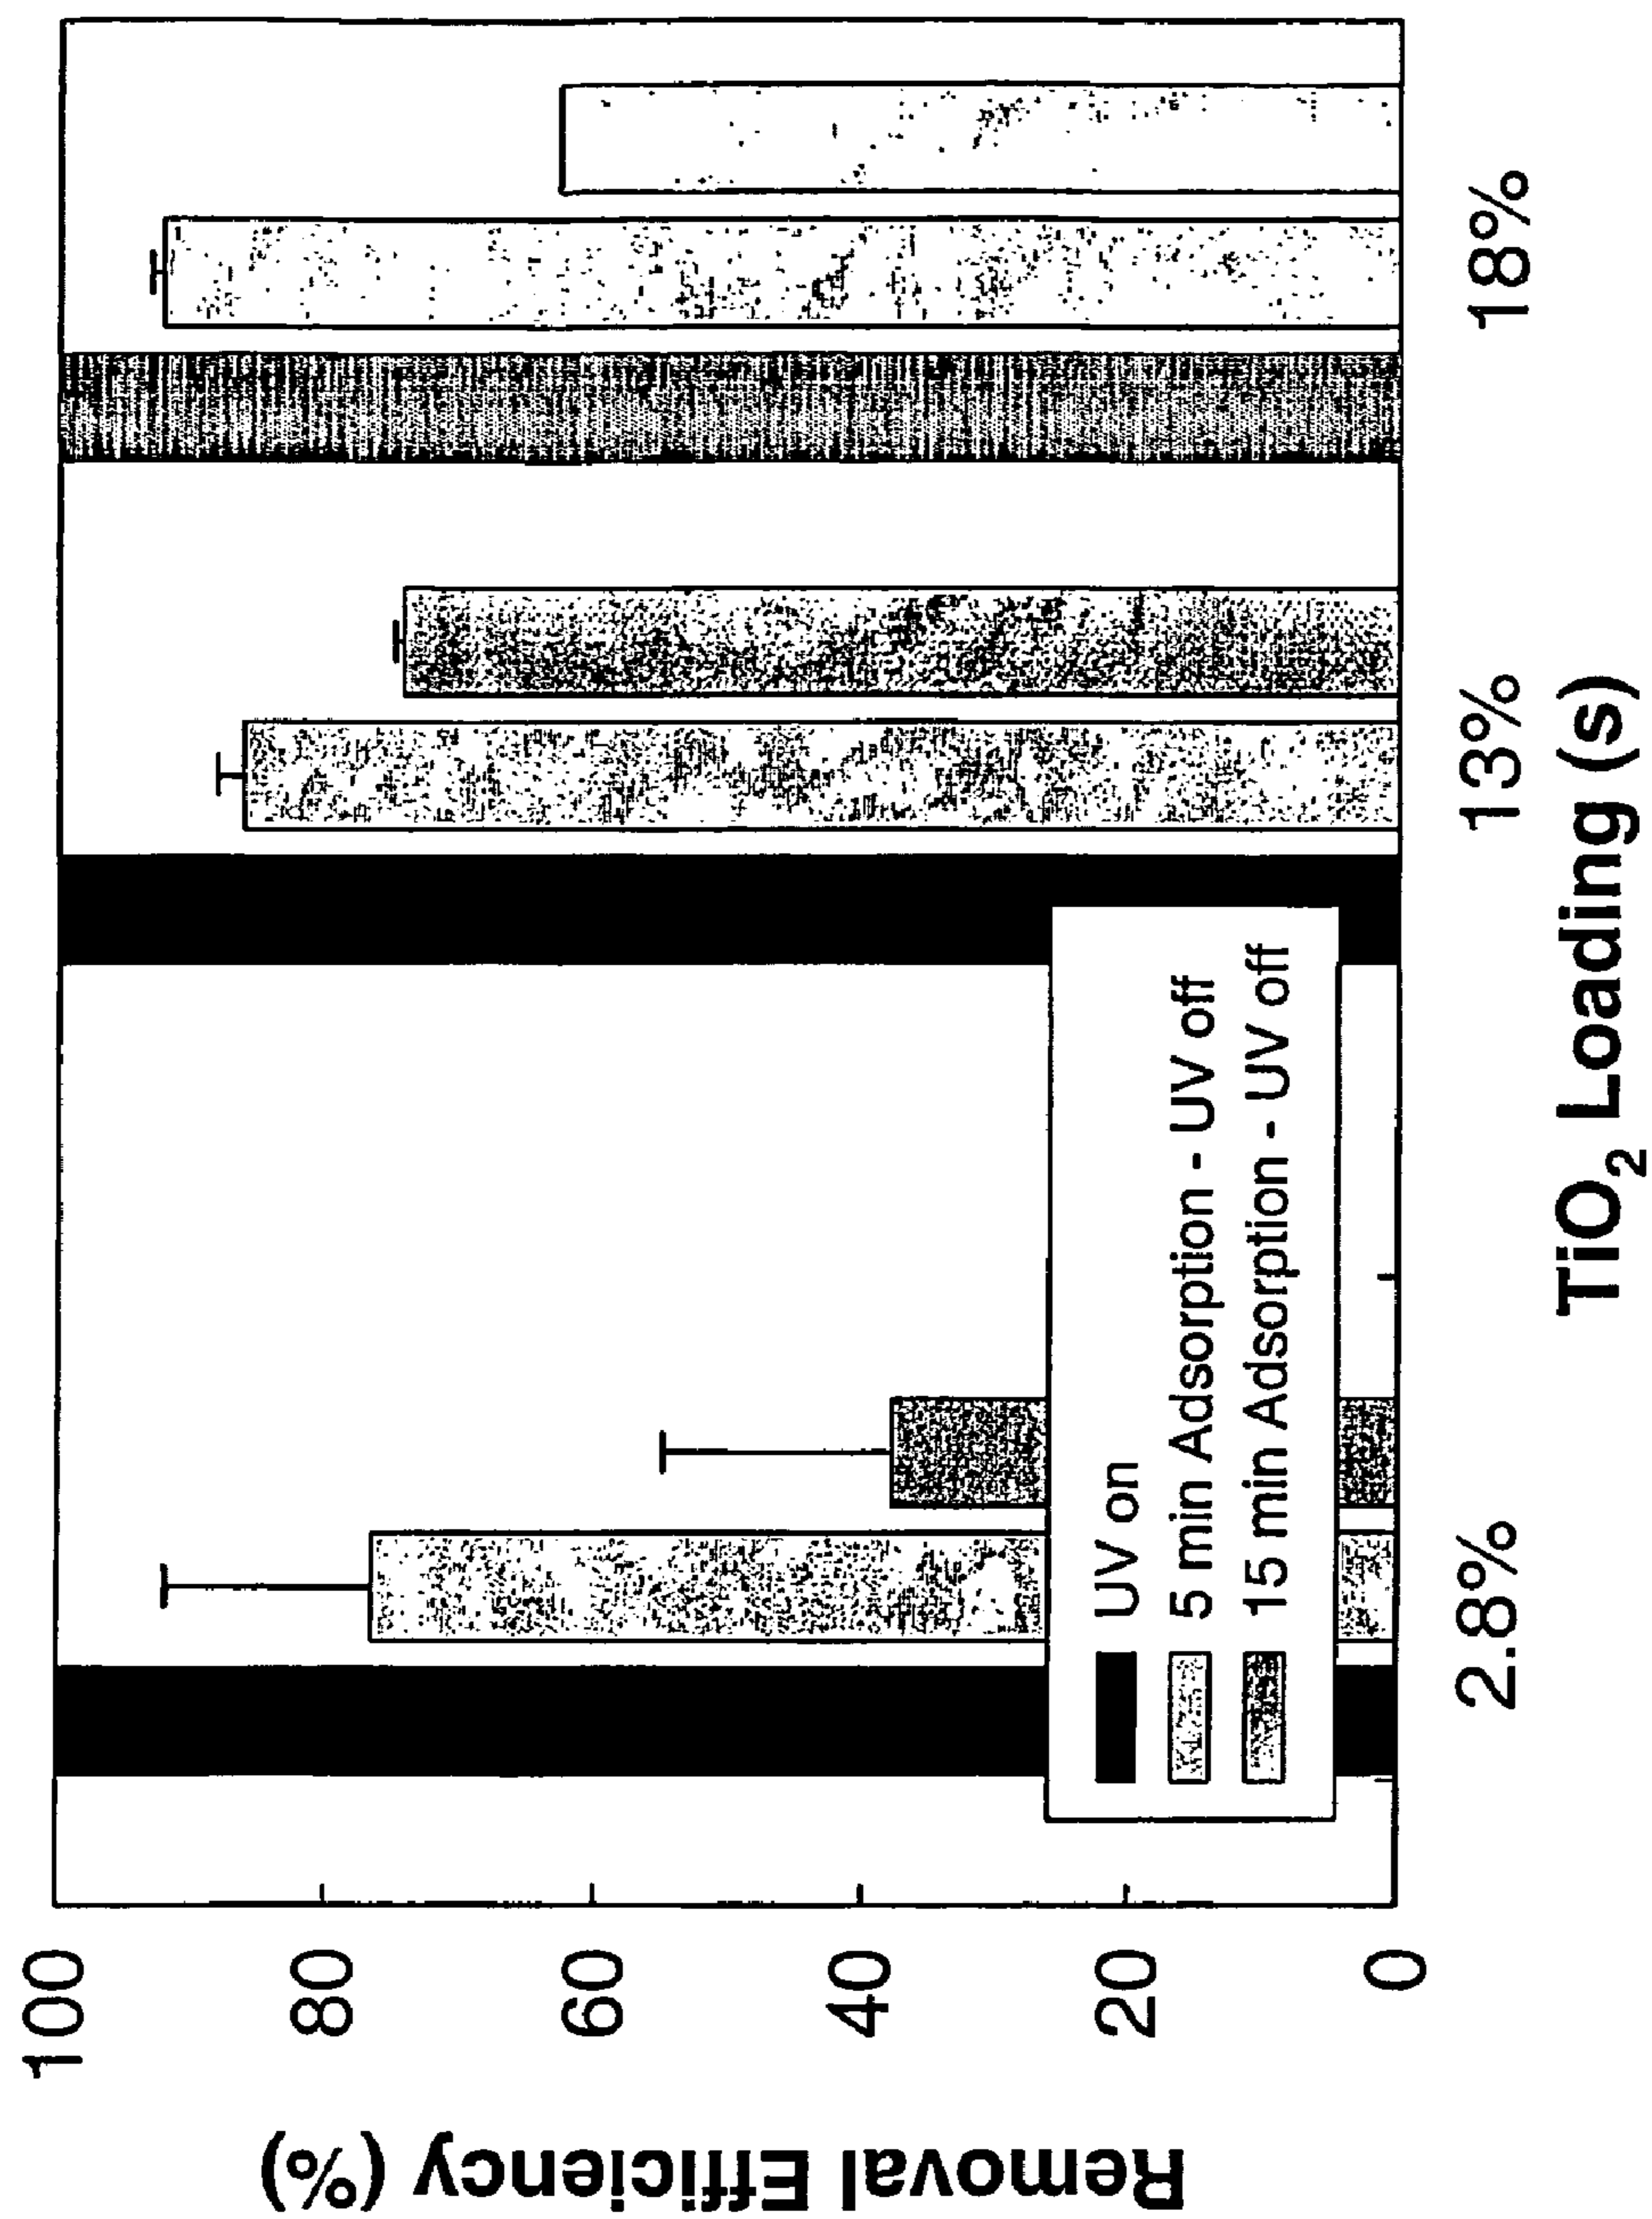 Removal Efficiency (%)
100
80
60
40
20
0
UV on
5 min Adsorption - UV off
15 min Adsorption - UV off
2.8%
13%
18%
TiO₂ Loading (s)